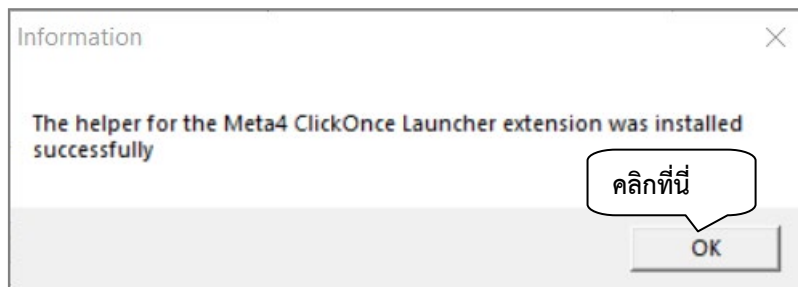 Information
The helper for the Meta4 ClickOnce Launcher extension was installed
successfully
คลิกที่นี่
OK